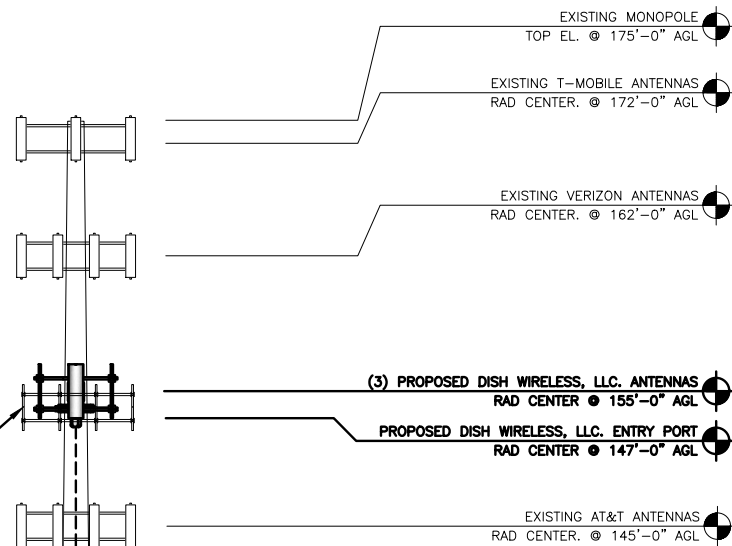 EXISTING MONOPOLE
TOP EL. @ 175'-0" AGL
EXISTING T-MOBILE ANTENNAS
RAD CENTER. @ 172'-0" AGL
EXISTING VERIZON ANTENNAS
RAD CENTER. @ 162'-0" AGL
(3) PROPOSED DISH WIRELESS, LLC. ANTENNAS
RAD CENTER @ 155'-0" AGL
PROPOSED DISH WIRELESS, LLC. ENTRY PORT
RAD CENTER @ 147'-0" AGL
EXISTING AT&T ANTENNAS
RAD CENTER. @ 145'-0" AGL